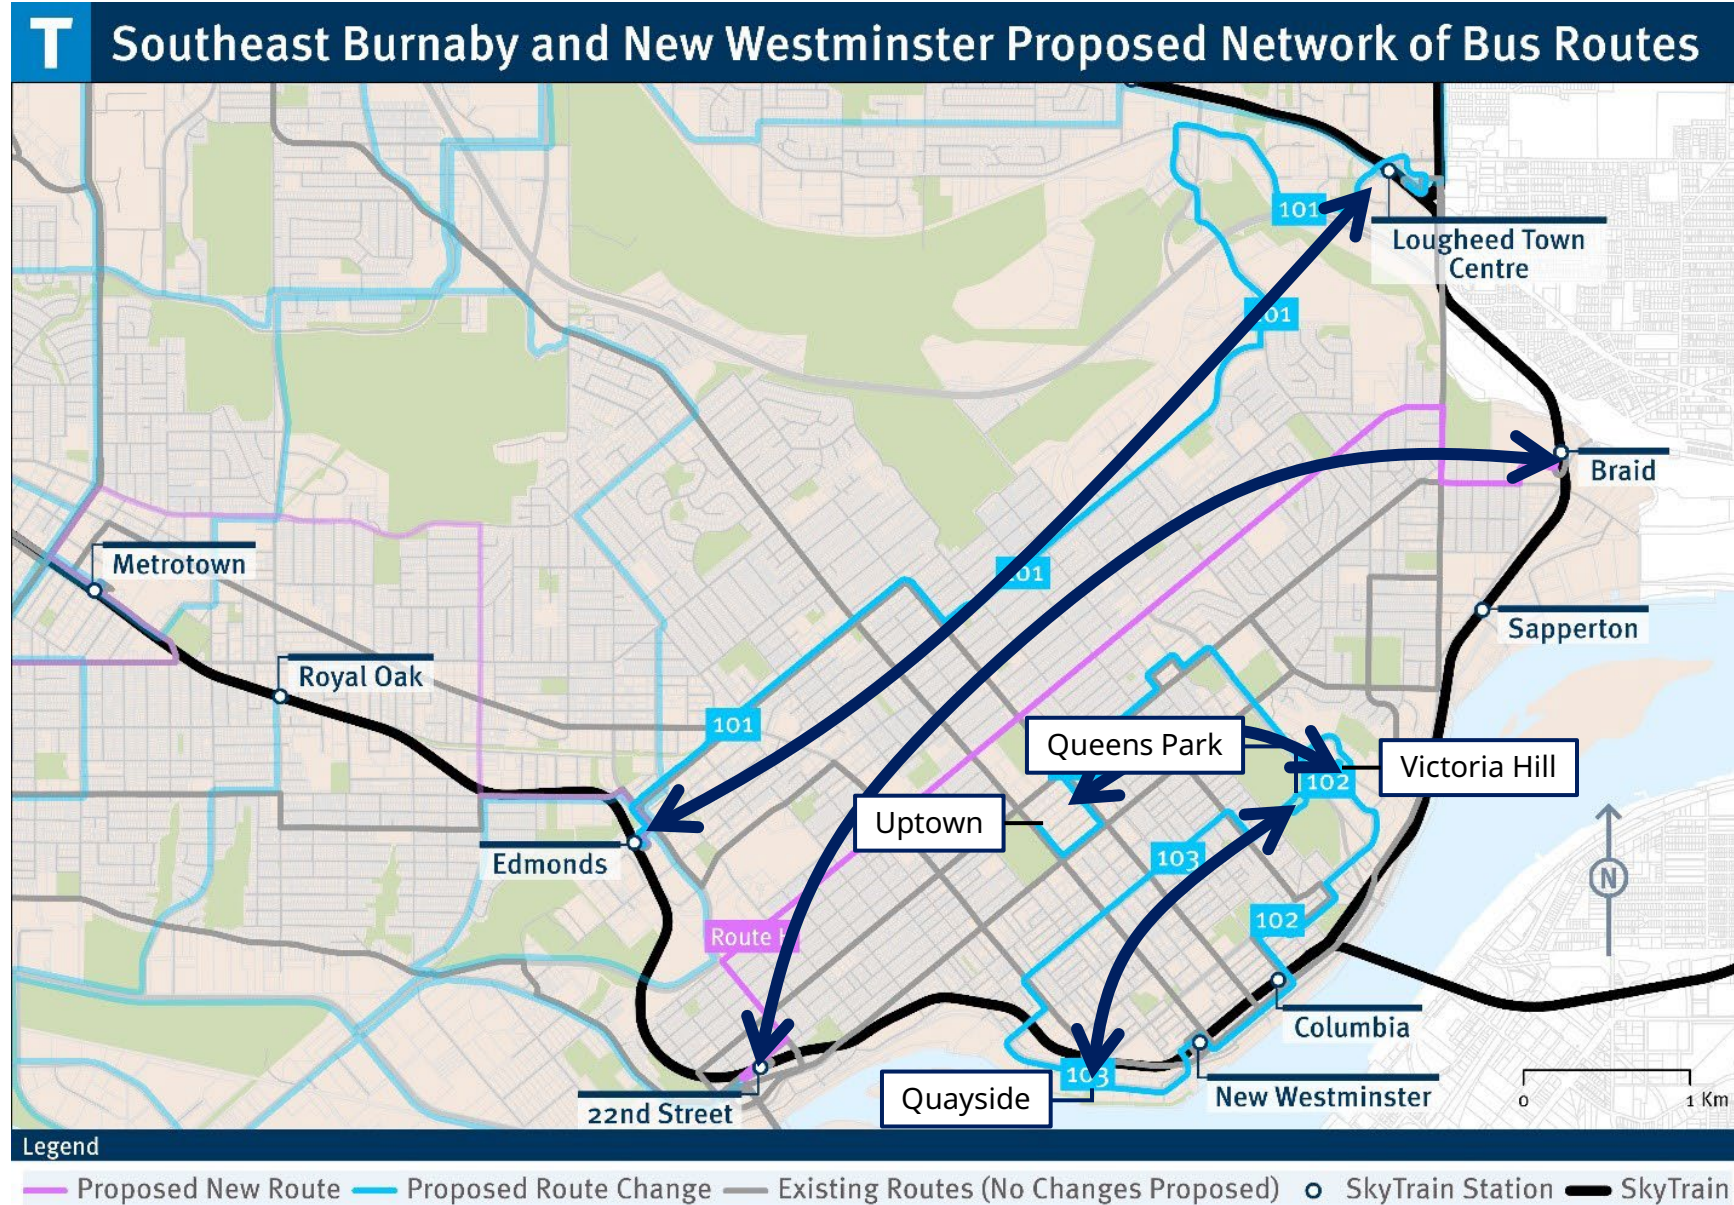 T Southeast Burnaby and New Westminster Proposed Network of Bus Routes
101
Lougheed Town
Centre
101
Braid
Metrotown
101
Sapperton
Royal Oak
101
Queens Park
Victoria Hill
102
Uptown
Edmonds
103
N
102
Route
Columbia
103
Quayside
New Westminster
22nd Street
0
1 Km
Legend
Proposed New Route
Proposed Route Change
Existing Routes (No Changes Proposed)
SkyTrain Station
SkyTrain